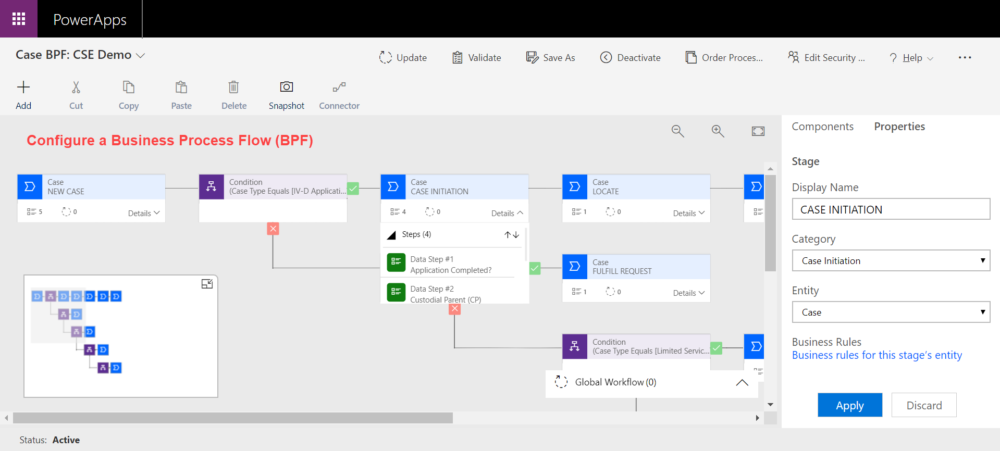 PowerApps
Case BPF: CSE Demo
Update
Validate
Save As
Deactivate
Order Proces...
Edit Security ...
? Help
Add
Cut
Copy
Paste
Delete
Snapshot
Connector
Configure a Business Process Flow (BPF)
Components
Properties
Case
NEW CASE
5
0
Details
Condition
(Case Type Equals [IV-D Applicati...
Case
CASE INITIATION
4
0
Details
Steps (4)
Data Step #1
Application Completed?
Data Step #2
Custodial Parent (CP)
Case
LOCATE
1
0
Details
Case
FULFILL REQUEST
1
0
Details
Condition
(Case Type Equals [Limited Servic...
Global Workflow (0)
Stage
Display Name
CASE INITIATION
Category
Case Initiation
Entity
Case
Business Rules
Business rules for this stage’s entity
Apply
Discard
Status: Active